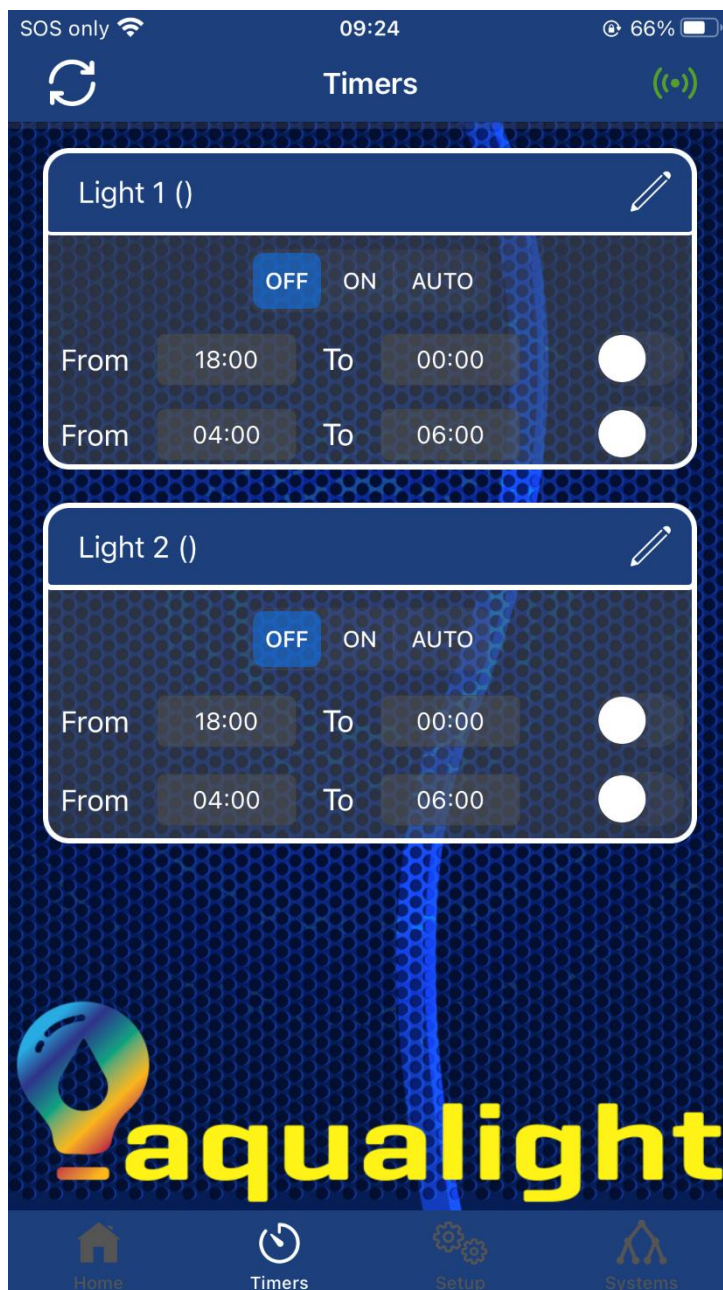 SOS only 09:24 66%
Timers
Light 1 ()
OFF ON AUTO
From 18:00 To 00:00
From 04:00 To 06:00
Light 2 ()
OFF ON AUTO
From 18:00 To 00:00
From 04:00 To 06:00
aqualight
Home Timers Setup Systems